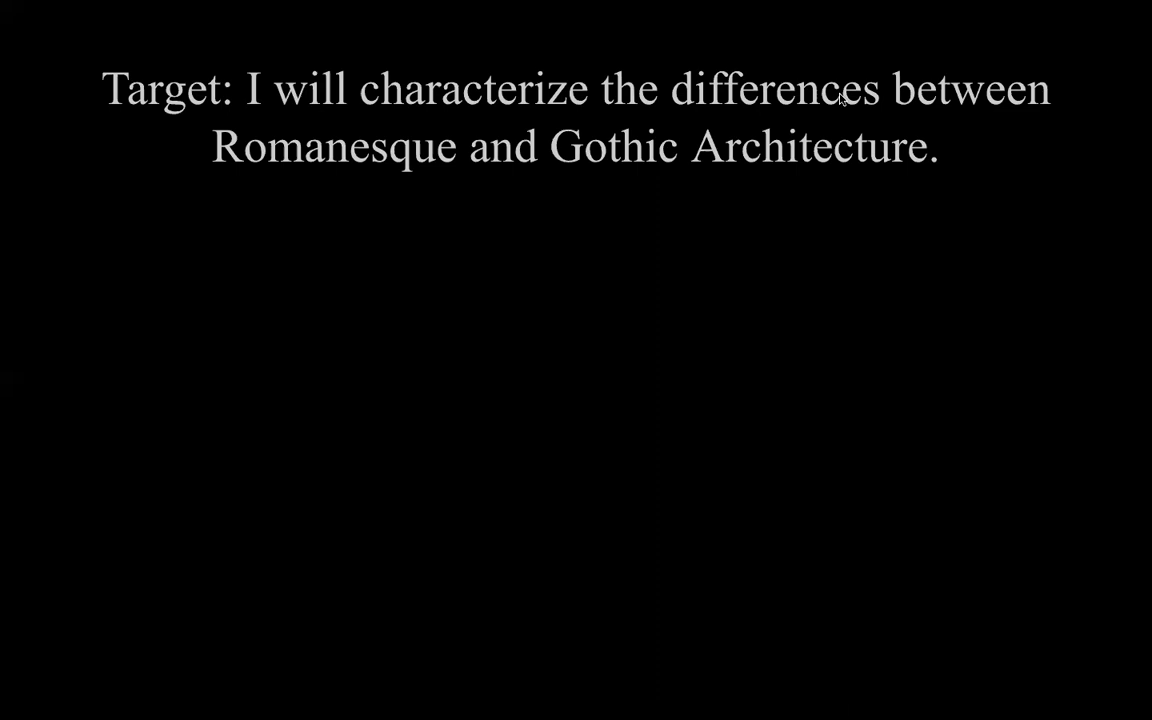 Target: I will characterize the differences between
Romanesque and Gothic Architecture.